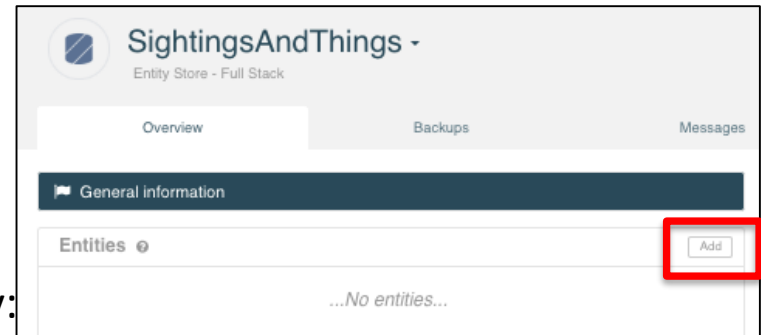 SightingsAndThings
Entity Store - Full Stack
Overview Backups Messages
General information
Entities
Add
...No entities...